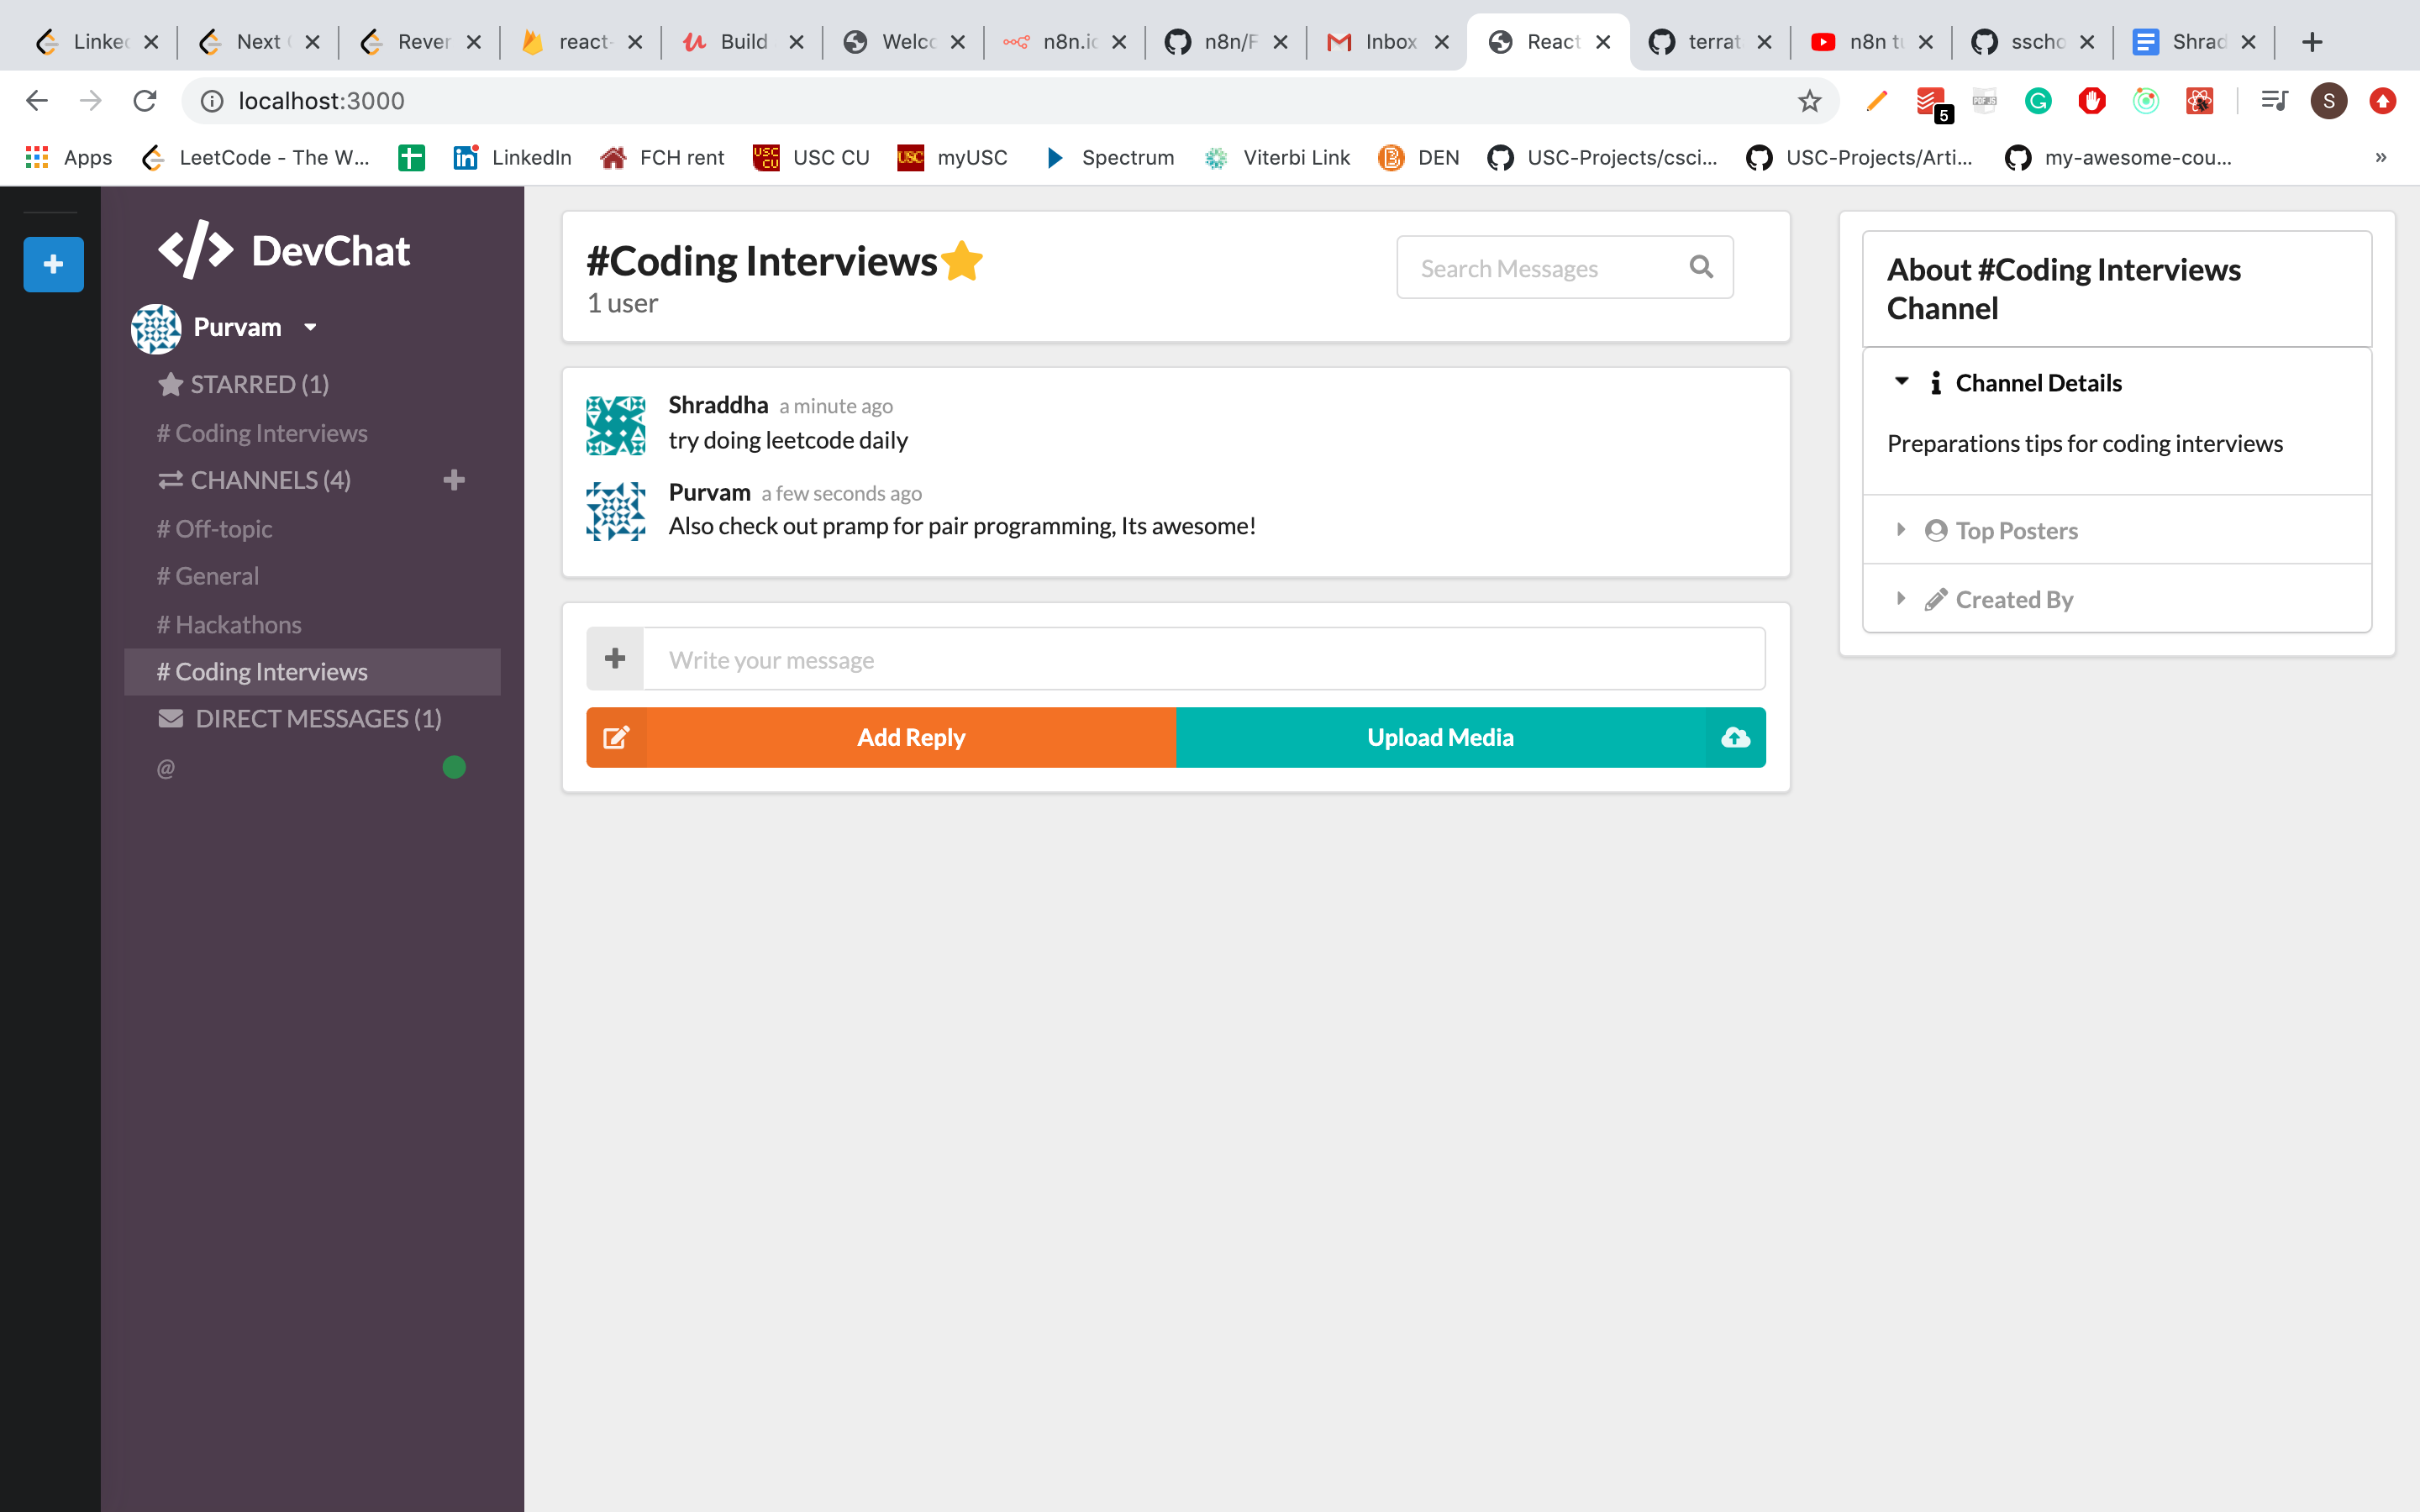 Linke
Next
Rever
react-
Build
Welc
n8n.i
n8n/F
Inbox
React
terrat
n8n tu
sscho
Shrad
localhost:3000
5
S
Apps
LeetCode - The W...
LinkedIn
FCH rent
USC CU
USC CU
USC
myUSC
Spectrum
Viterbi Link
DEN
USC-Projects/csci...
USC-Projects/Arti...
my-awesome-cou...
»
</> DevChat
Purvam
STARRED (1)
# Coding Interviews
CHANNELS (4)
# Off-topic
# General
# Hackathons
# Coding Interviews
DIRECT MESSAGES (1)
@
#Coding Interviews
1 user
Search Messages
Shraddha a minute ago
try doing leetcode daily
Purvam a few seconds ago
Also check out pramp for pair programming, Its awesome!
Write your message
Add Reply
Upload Media
About #Coding Interviews
Channel
Channel Details
Preparations tips for coding interviews
Top Posters
Created By